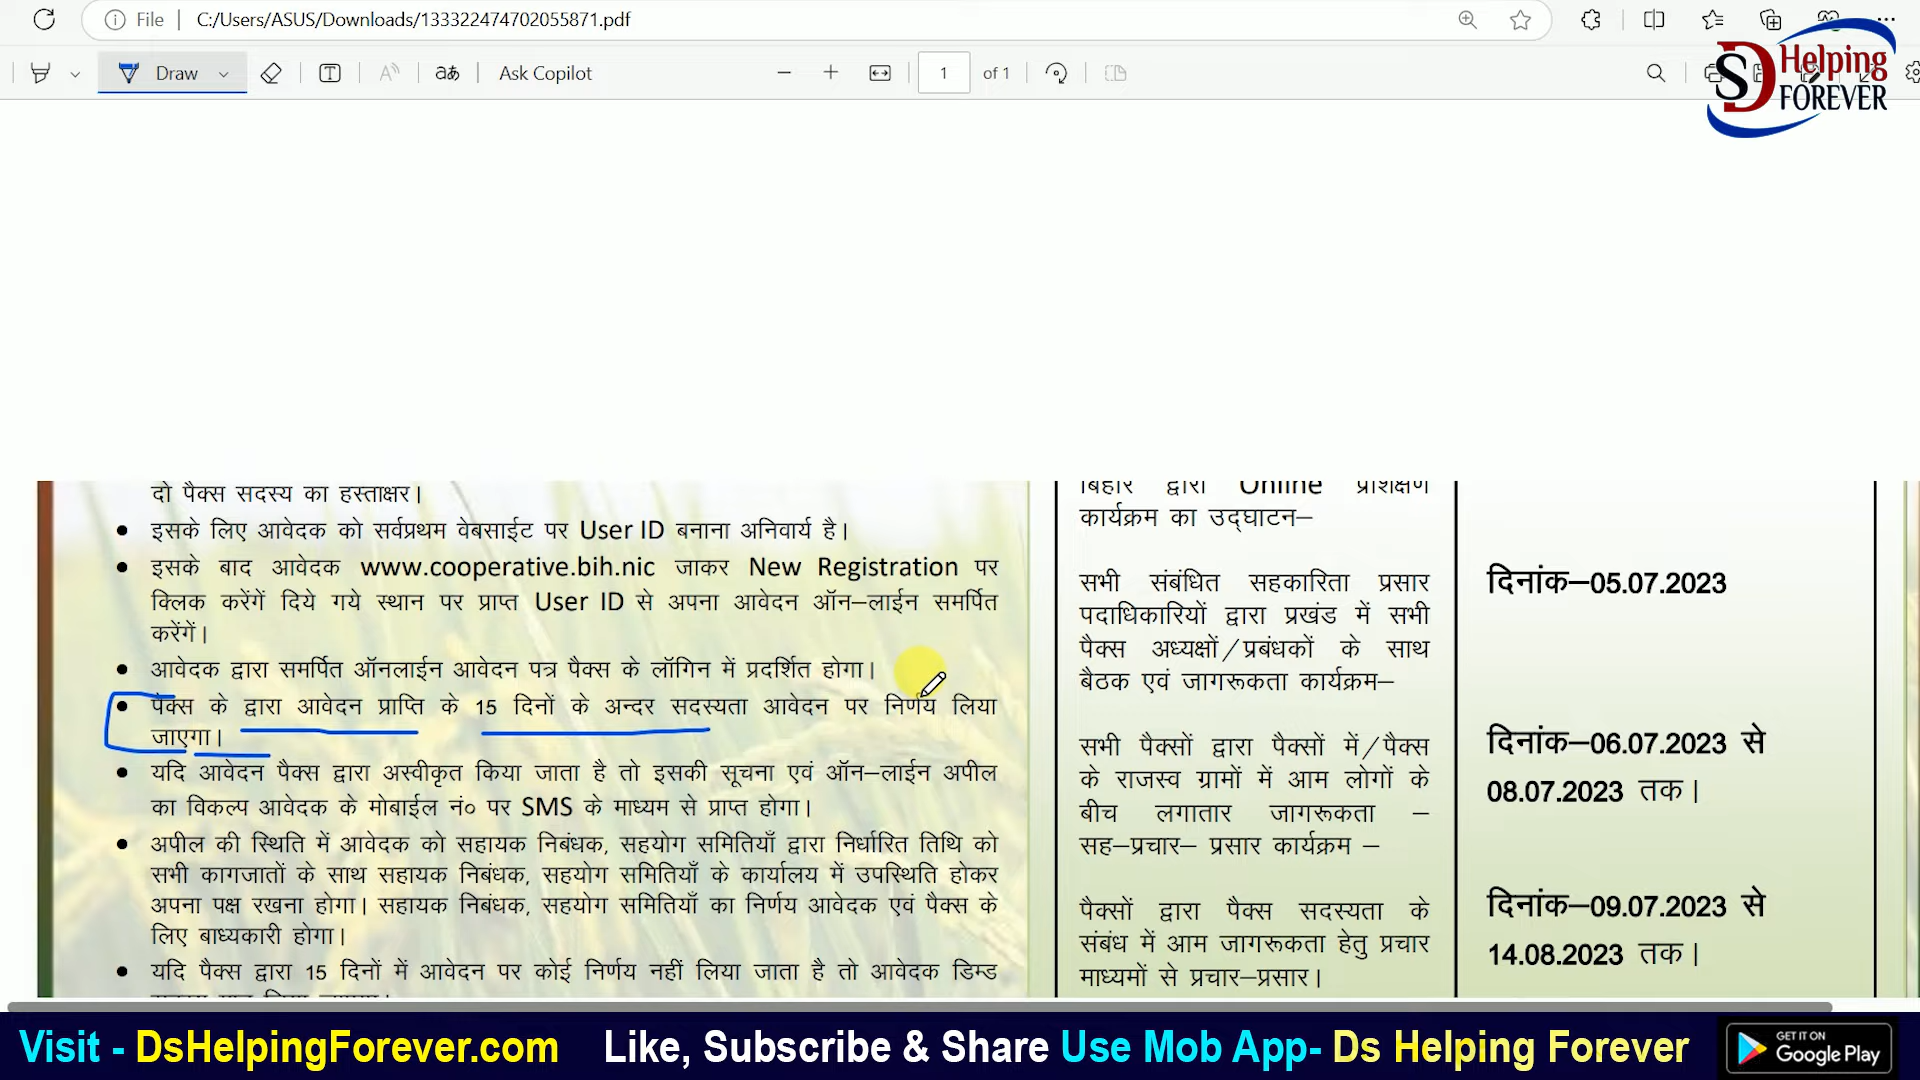 File
C:/Users/ASUS/Downloads/133322474702055871.pdf
Draw
aあ
Ask Copilot
1
of 1
SD Helping
FOREVER
दो पैक्स सदस्य का हस्ताक्षर।
• इसके लिए आवेदक को सर्वप्रथम वेबसाईट पर User ID बनाना अनिवार्य है।
• इसके बाद आवेदक www.cooperative.bih.nic जाकर New Registration पर
क्लिक करेंगें दिये गये स्थान पर प्राप्त User ID से अपना आवेदन ऑन–लाईन समर्पित
करेंगें।
• आवेदक द्वारा समर्पित ऑनलाईन आवेदन पत्र पैक्स के लॉगिन में प्रदर्शित होगा।
• पैक्स के द्वारा आवेदन प्राप्ति के 15 दिनों के अन्दर सदस्यता आवेदन पर निर्णय लिया
जाएगा।
• यदि आवेदन पैक्स द्वारा अस्वीकृत किया जाता है तो इसकी सूचना एवं ऑन–लाईन अपील
का विकल्प आवेदक के मोबाईल नं० पर SMS के माध्यम से प्राप्त होगा।
• अपील की स्थिति में आवेदक को सहायक निबंधक, सहयोग समितियाँ द्वारा निर्धारित तिथि को
सभी कागजातों के साथ सहायक निबंधक, सहयोग समितियाँ के कार्यालय में उपस्थिति होकर
अपना पक्ष रखना होगा। सहायक निबंधक, सहयोग समितियाँ का निर्णय आवेदक एवं पैक्स के
लिए बाध्यकारी होगा।
• यदि पैक्स द्वारा 15 दिनों में आवेदन पर कोई निर्णय नहीं लिया जाता है तो आवेदक डिम्ड
बिहार द्वारा Online प्रशिक्षण
कार्यक्रम का उद्घाटन–
सभी संबंधित सहकारिता प्रसार
पदाधिकारियों द्वारा प्रखंड में सभी
पैक्स अध्यक्षों/प्रबंधकों के साथ
बैठक एवं जागरूकता कार्यक्रम–
दिनांक–05.07.2023
सभी पैक्सों द्वारा पैक्सों में/पैक्स
के राजस्व ग्रामों में आम लोगों के
बीच लगातार जागरूकता –
सह–प्रचार– प्रसार कार्यक्रम –
दिनांक–06.07.2023 से
08.07.2023 तक।
पैक्सों द्वारा पैक्स सदस्यता के
संबंध में आम जागरूकता हेतु प्रचार
माध्यमों से प्रचार–प्रसार।
दिनांक–09.07.2023 से
14.08.2023 तक।
Visit - DsHelpingForever.com Like, Subscribe & Share Use Mob App- Ds Helping Forever
GET IT ON
Google Play